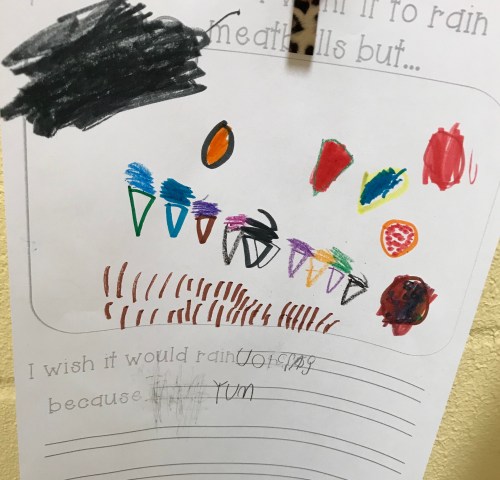 it to rain
meatballs but...
I wish it would rain
because Yum